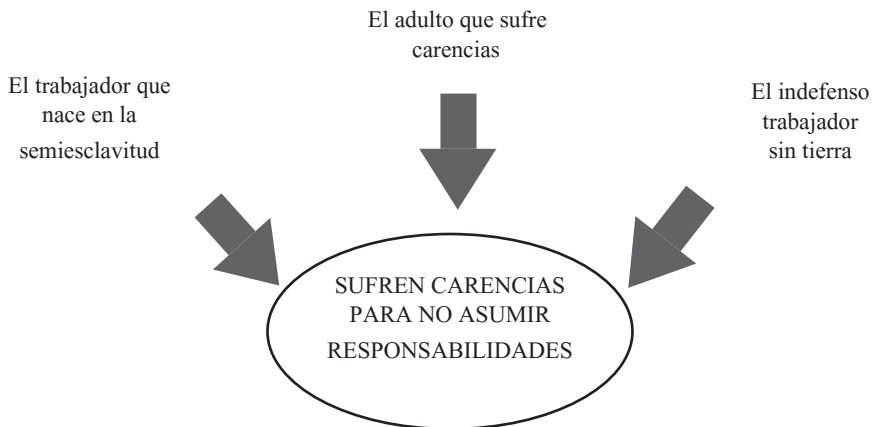 El adulto que sufre
carencias
El trabajador que
nace en la
semiesclavitud
El indefenso
trabajador
sin tierra
SUFREN CARENCIAS
PARA NO ASUMIR
RESPONSABILIDADES